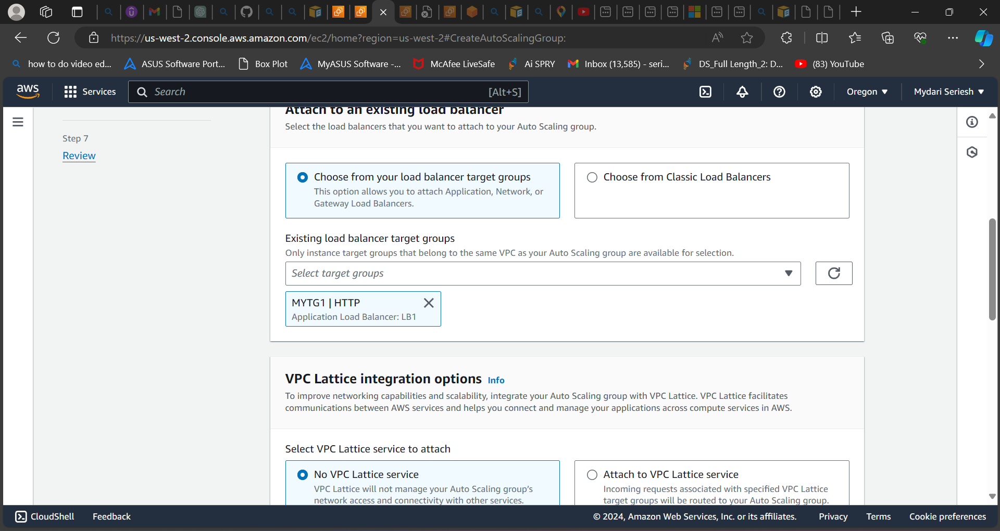 https://us-west-2.console.aws.amazon.com/ec2/home?region=us-west-2#CreateAutoScalingGroup:
how to do video ed...
ASUS Software Port...
Box Plot
MyASUS Software -...
McAfee LiveSafe
Ai SPRY
Inbox (13,585) - seri...
DS_Full Length_2: D...
(83) YouTube
aws
Services
Search
[Alt+S]
Oregon
Mydari Seriesh
Step 7
Review
Attach to an existing load balancer
Select the load balancers that you want to attach to your Auto Scaling group.
Choose from your load balancer target groups
This option allows you to attach Application, Network, or
Gateway Load Balancers.
Choose from Classic Load Balancers
Existing load balancer target groups
Only instance target groups that belong to the same VPC as your Auto Scaling group are available for selection.
Select target groups
MYTG1 | HTTP
Application Load Balancer: LB1
VPC Lattice integration options Info
To improve networking capabilities and scalability, integrate your Auto Scaling group with VPC Lattice. VPC Lattice facilitates
communications between AWS services and helps you connect and manage your applications across compute services in AWS.
Select VPC Lattice service to attach
No VPC Lattice service
VPC Lattice will not manage your Auto Scaling group's
network access and connectivity with other services.
Attach to VPC Lattice service
Incoming requests associated with specified VPC Lattice
target groups will be routed to your Auto Scaling group.
CloudShell
Feedback
© 2024, Amazon Web Services, Inc. or its affiliates.
Privacy
Terms
Cookie preferences